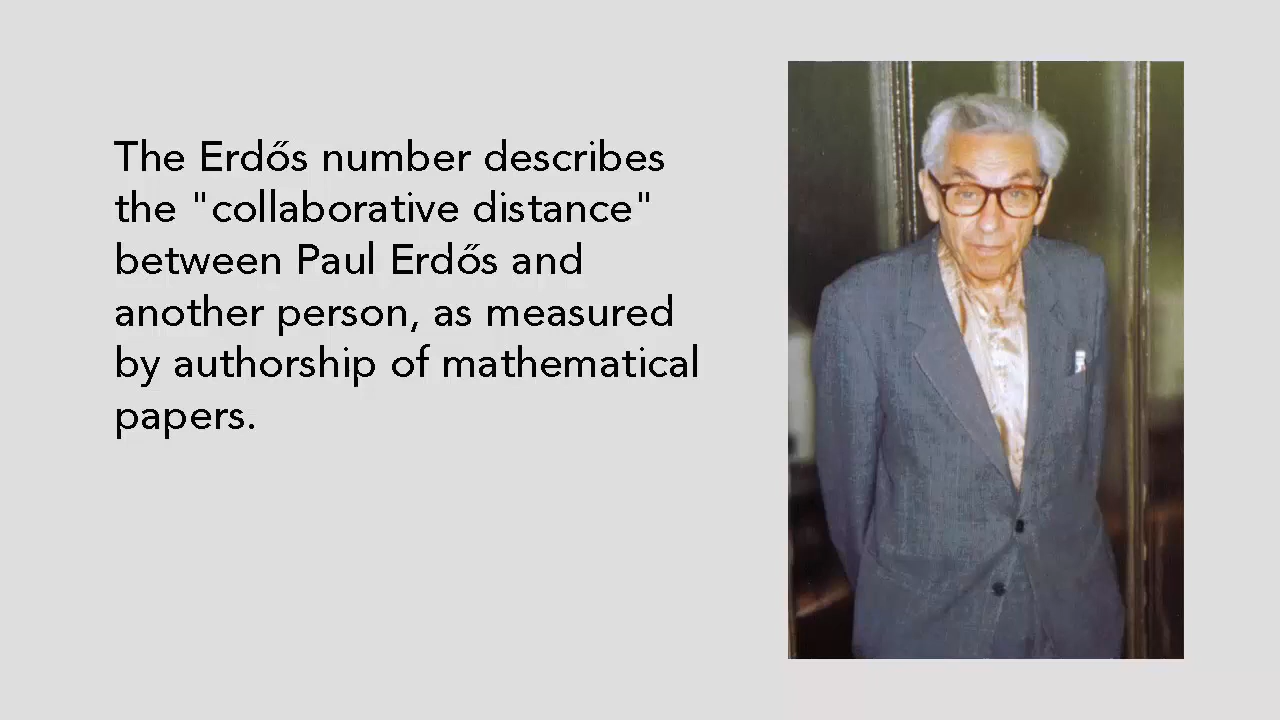 The Erdős number describes
the "collaborative distance"
between Paul Erdős and
another person, as measured
by authorship of mathematical
papers.